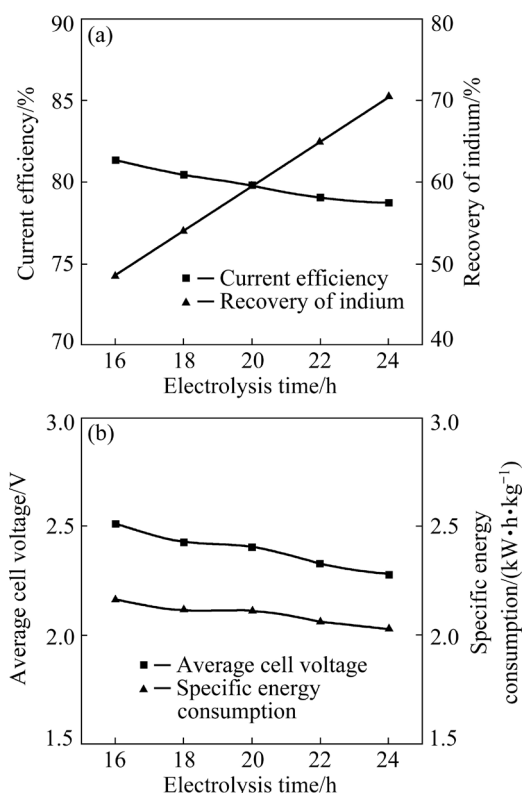 (a)
90
85
80
75
70
Current efficiency/%
80
70
60
50
40
Recovery of indium/%
Current efficiency
Recovery of indium
16 18 20 22 24
Electrolysis time/h
(b)
3.0
2.5
2.0
1.5
Average cell voltage/V
3.0
2.5
2.0
1.5
Specific energy
consumption/(kW·h·kg⁻¹)
Average cell voltage
Specific energy
consumption
16 18 20 22 24
Electrolysis time/h